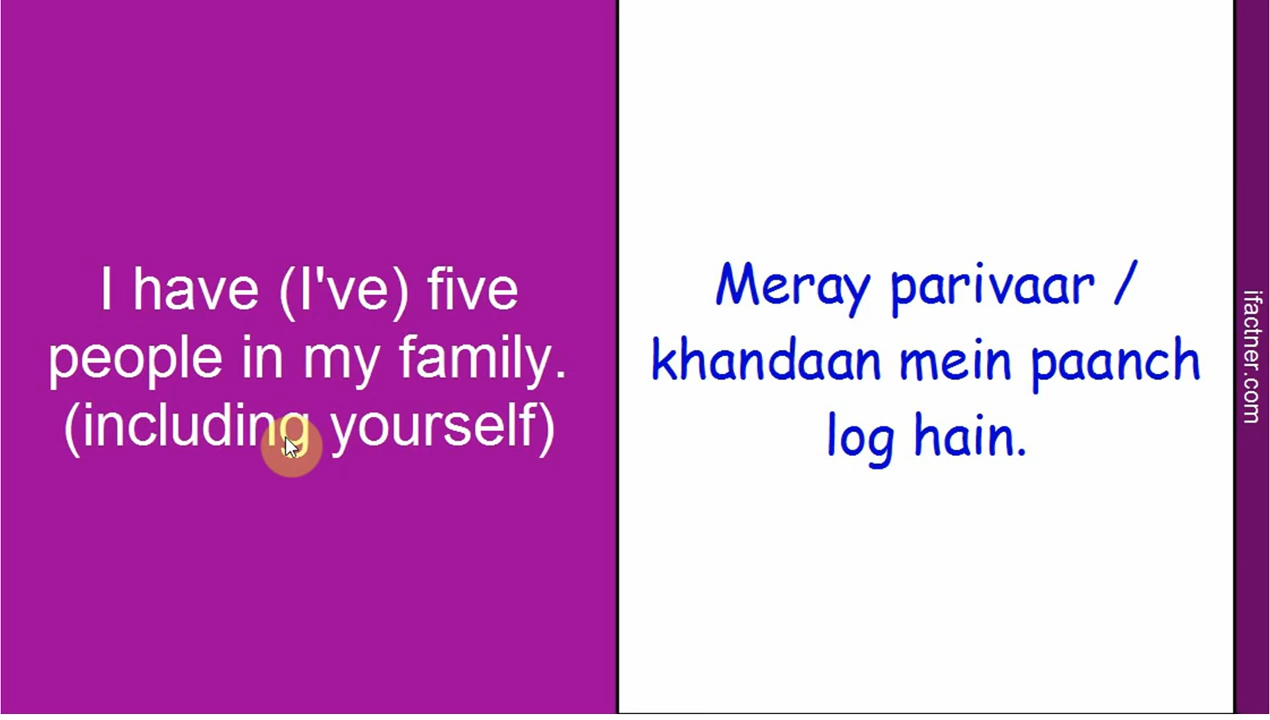 I have (I've) five
people in my family.
(including yourself)
Meray parivaar /
khandaan mein paanch
log hain.
ifactner.com